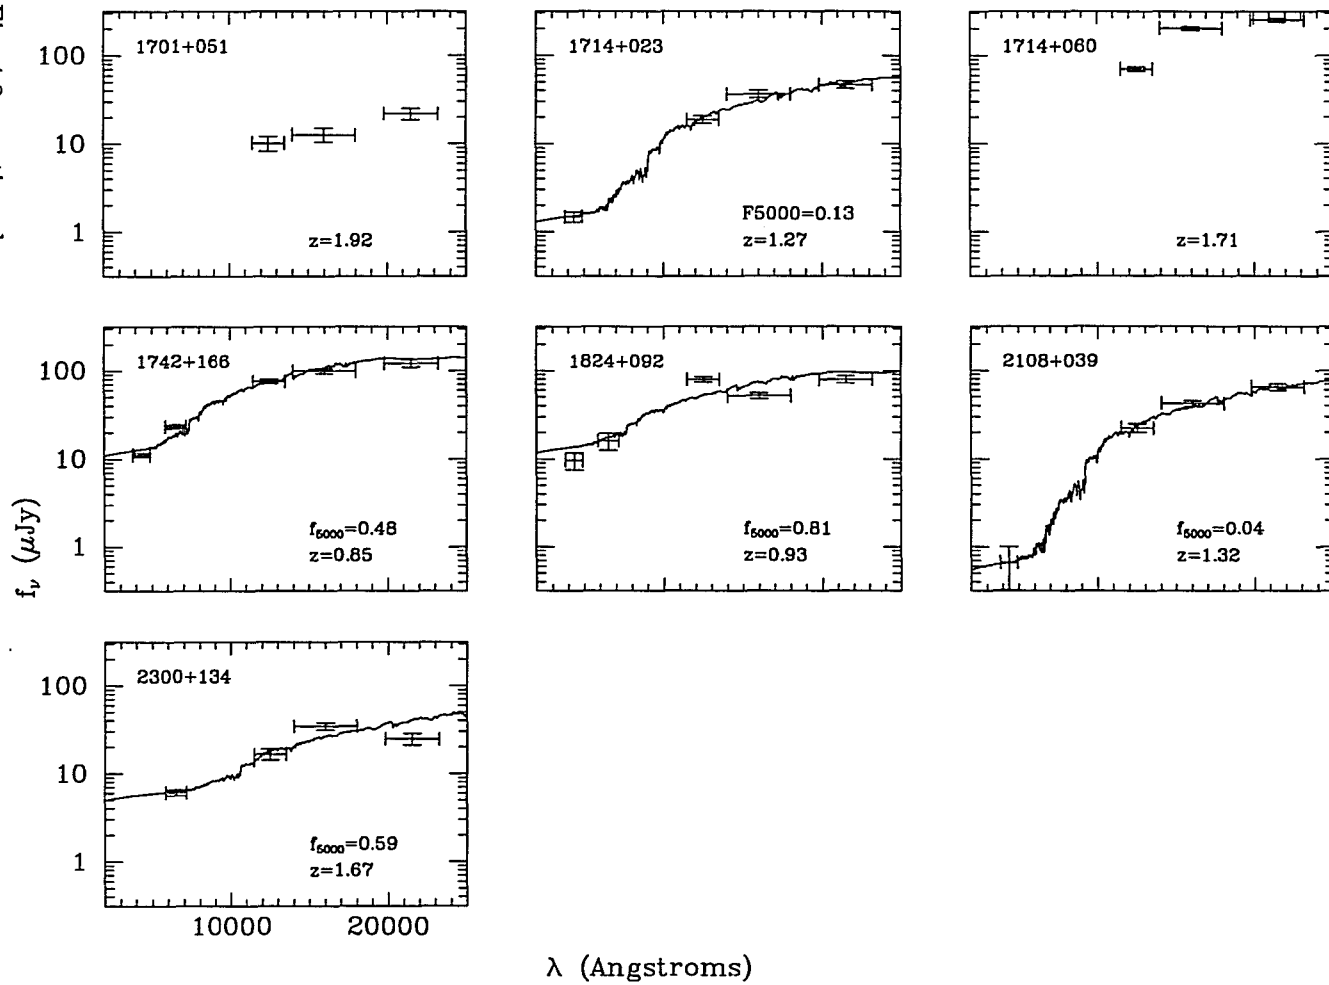 1701+051
1714+023
1714+060
100
10
1
z=1.92
F5000=0.13
z=1.27
z=1.71
1742+166
1824+092
2108+039
100
10
1
f5000=0.48
z=0.85
f5000=0.81
z=0.93
f5000=0.04
z=1.32
fν (μJy)
2300+134
100
10
1
f5000=0.59
z=1.67
10000
20000
λ (Angstroms)